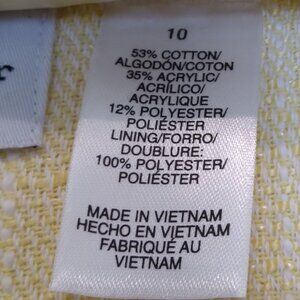 10
53% COTTON/
ALGODÓN/COTON
35% ACRYLIC/
ACRÍLICO/
ACRYLIQUE
12% POLYESTER/
POLIÉSTER
LINING/FORRO/
DOUBLURE:
100% POLYESTER/
POLIÉSTER
MADE IN VIETNAM
HECHO EN VIETNAM
FABRIQUÉ AU
VIETNAM